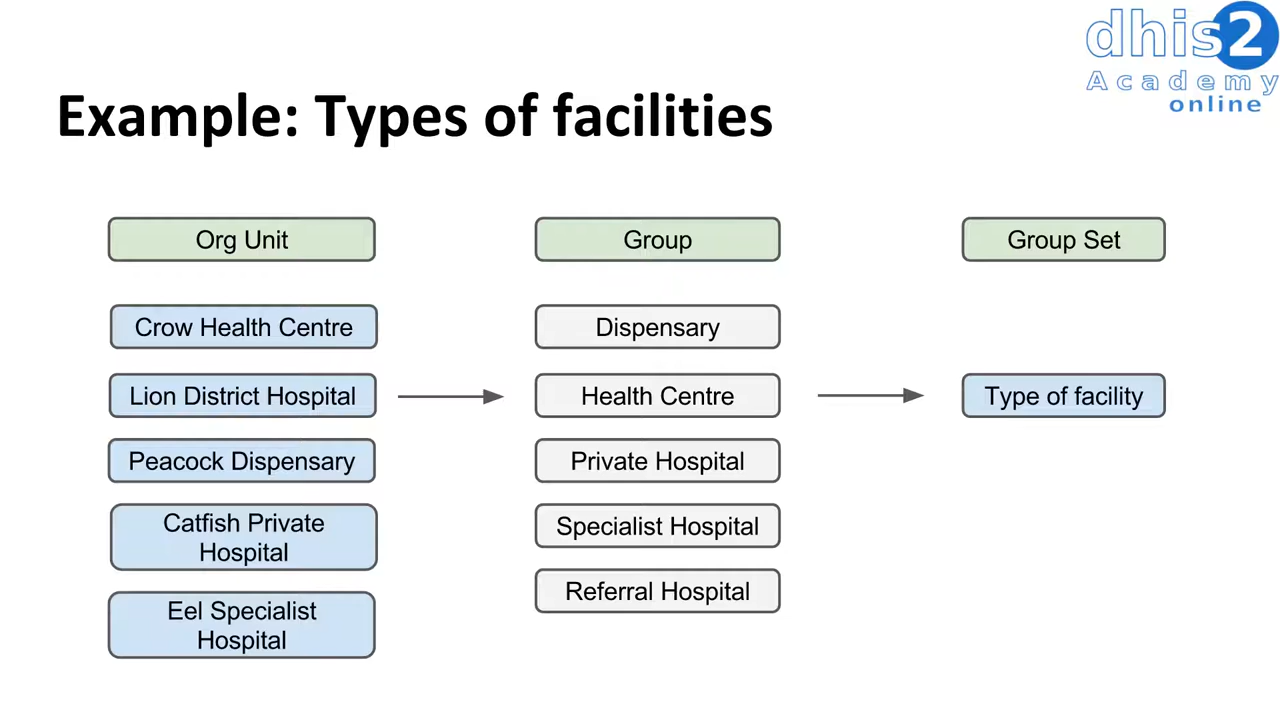 dhis2
Academy
online
Example: Types of facilities
Org Unit
Group
Group Set
Crow Health Centre
Dispensary
Lion District Hospital
Health Centre
Type of facility
Peacock Dispensary
Private Hospital
Catfish Private
Hospital
Specialist Hospital
Referral Hospital
Eel Specialist
Hospital